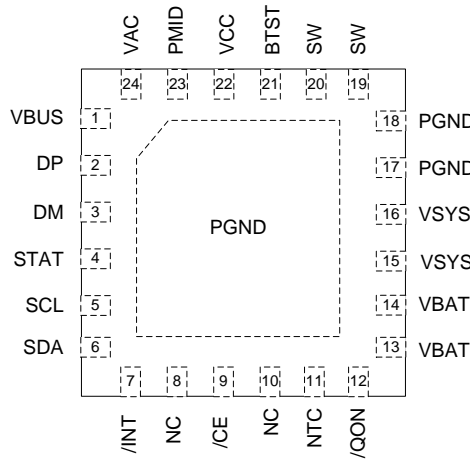 VAC
PMID
VCC
BTST
SW
SW
24
23
22
21
20
19
VBUS 1
DP 2
DM 3
STAT 4
SCL 5
SDA 6
PGND
18 PGND
17 PGND
16 VSYS
15 VSYS
14 VBAT
13 VBAT
7
8
9
10
11
12
/INT
NC
/CE
NC
NTC
/QON